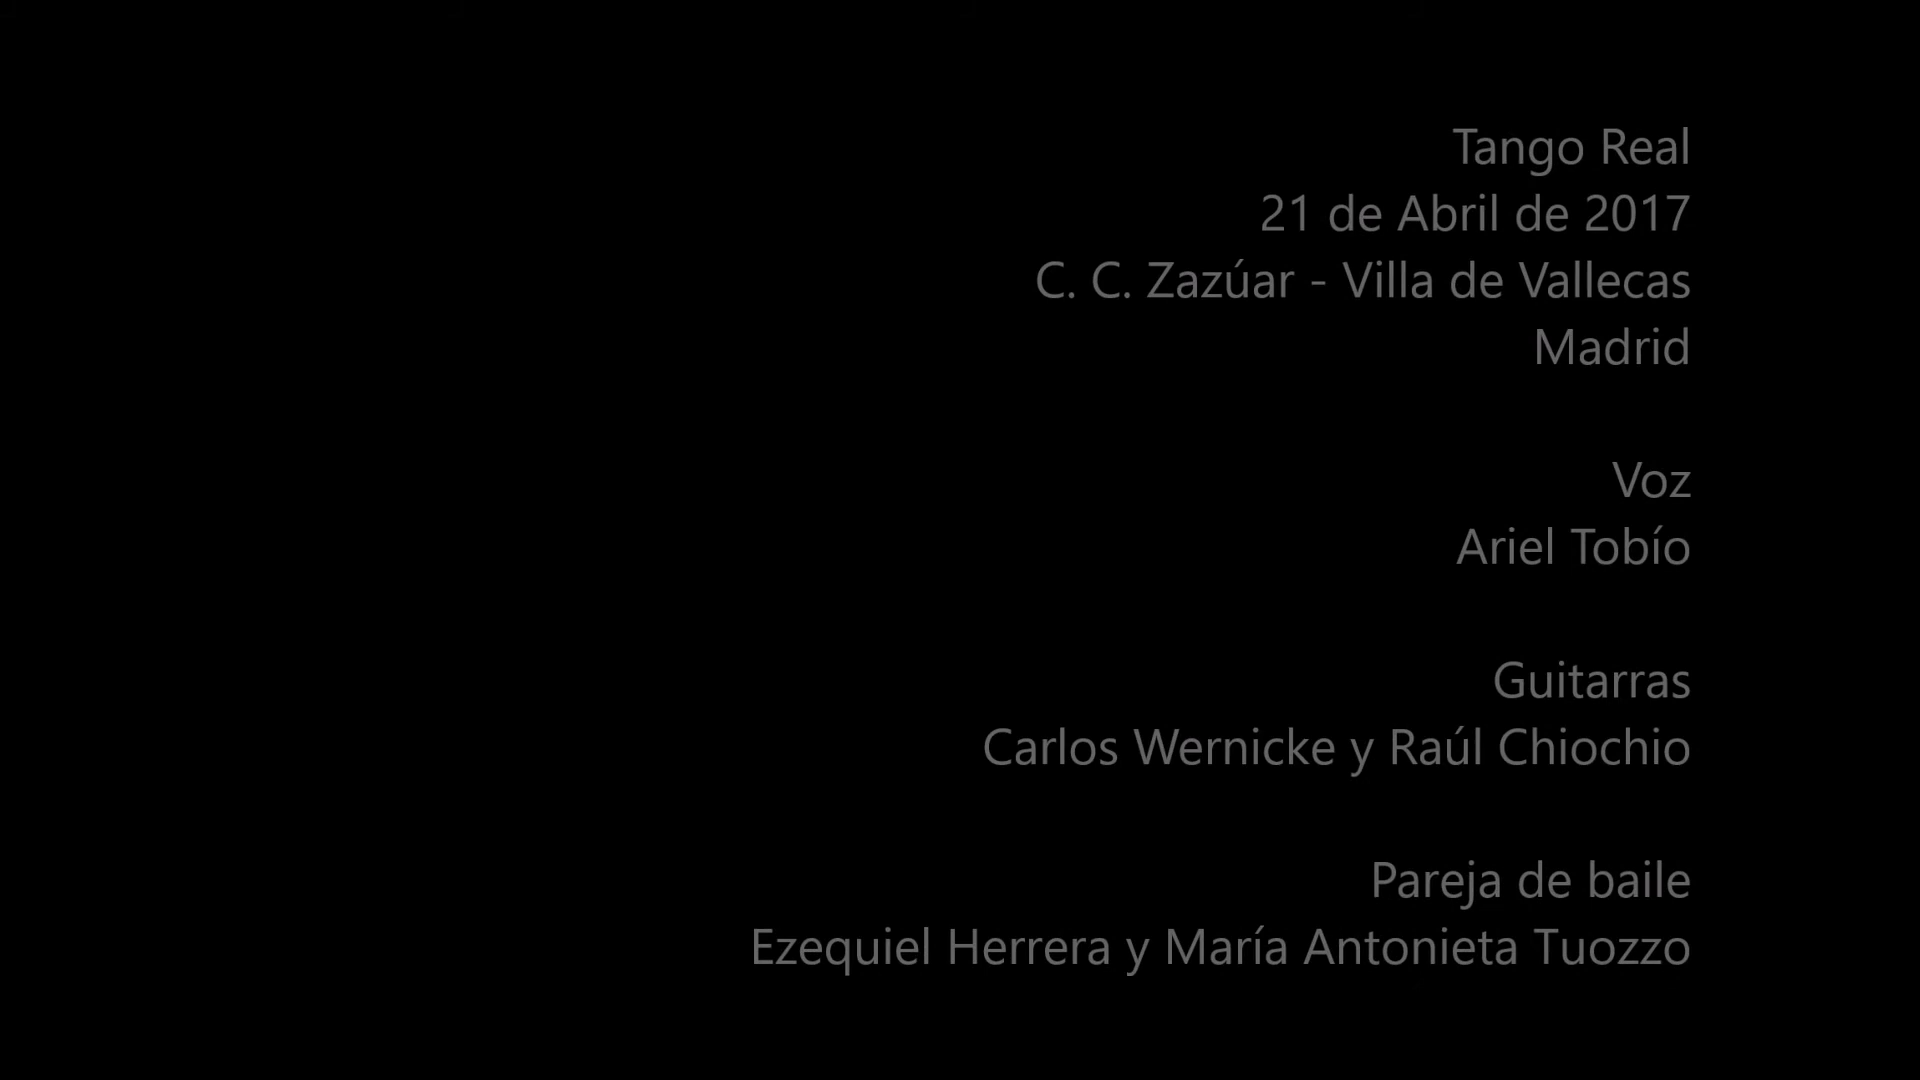 Tango Real
21 de Abril de 2017
C. C. Zazúar - Villa de Vallecas
Madrid
Voz
Ariel Tobío
Guitarras
Carlos Wernicke y Raúl Chiochio
Pareja de baile
Ezequiel Herrera y María Antonieta Tuozzo